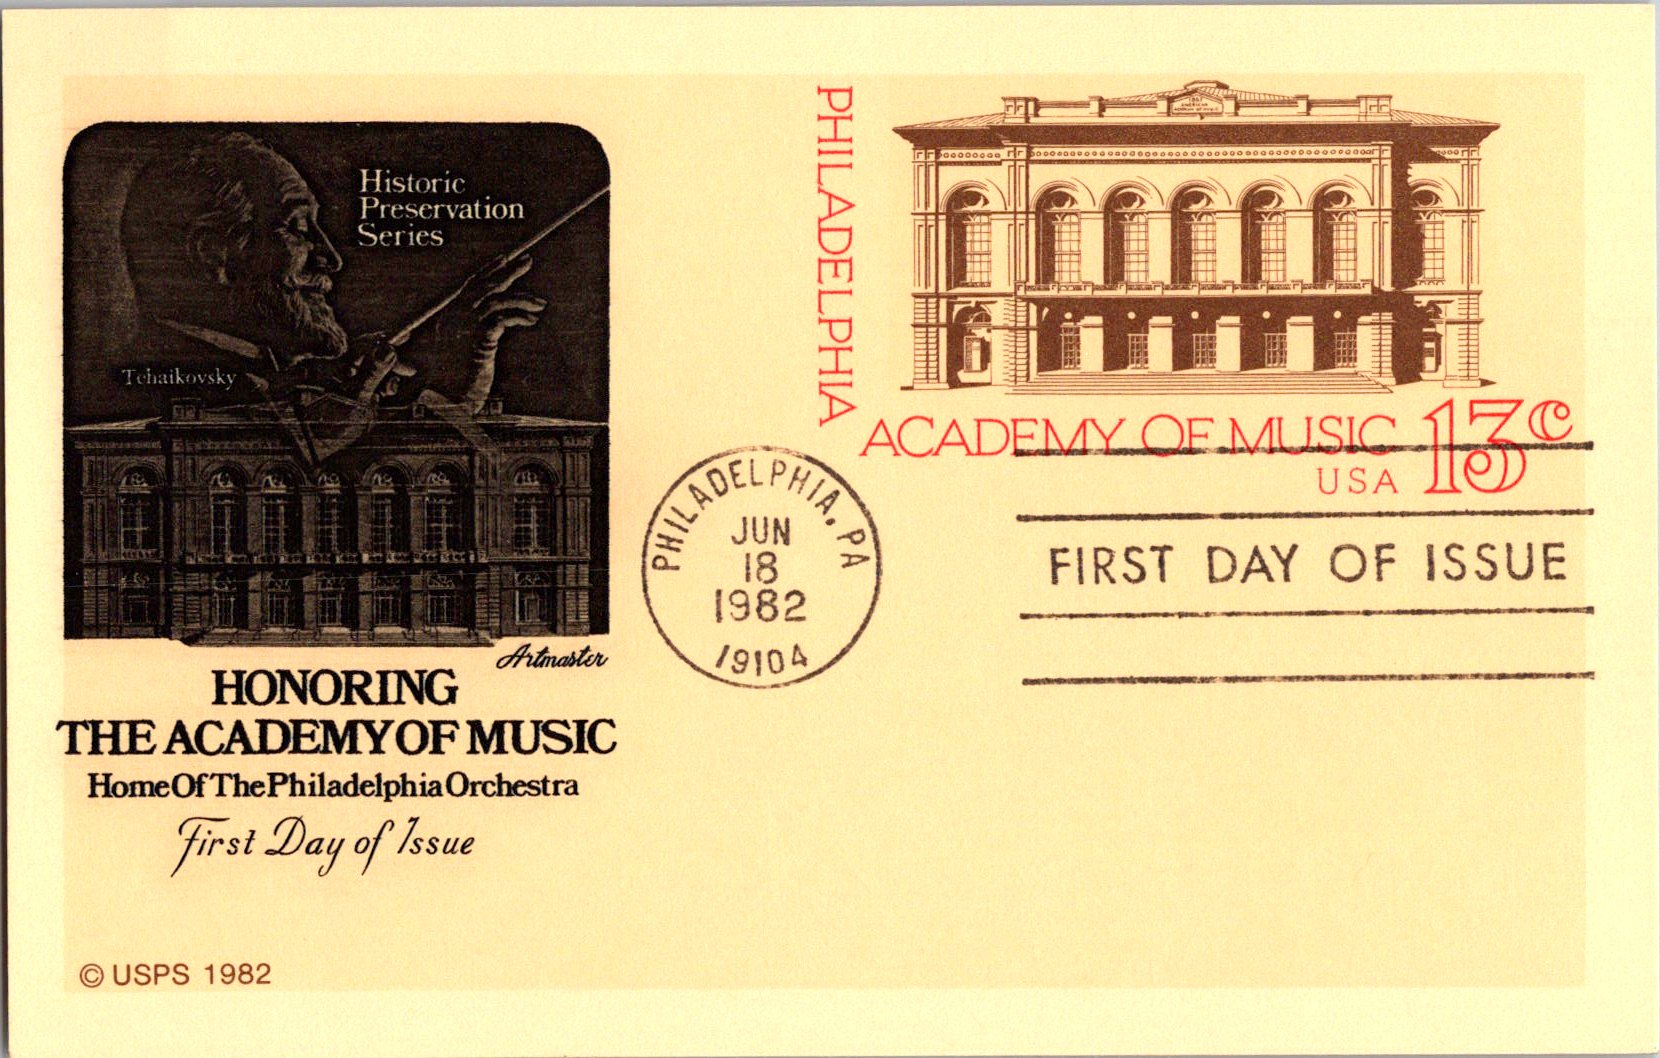 Historic
Preservation
Series
Tchaikovsky
Artmaster
HONORING
THE ACADEMY OF MUSIC
Home Of The Philadelphia Orchestra
First Day of Issue
© USPS 1982
PHILADELPHIA
ACADEMY OF MUSIC 13c
USA
PHILADELPHIA, PA
JUN
18
1982
19104
FIRST DAY OF ISSUE